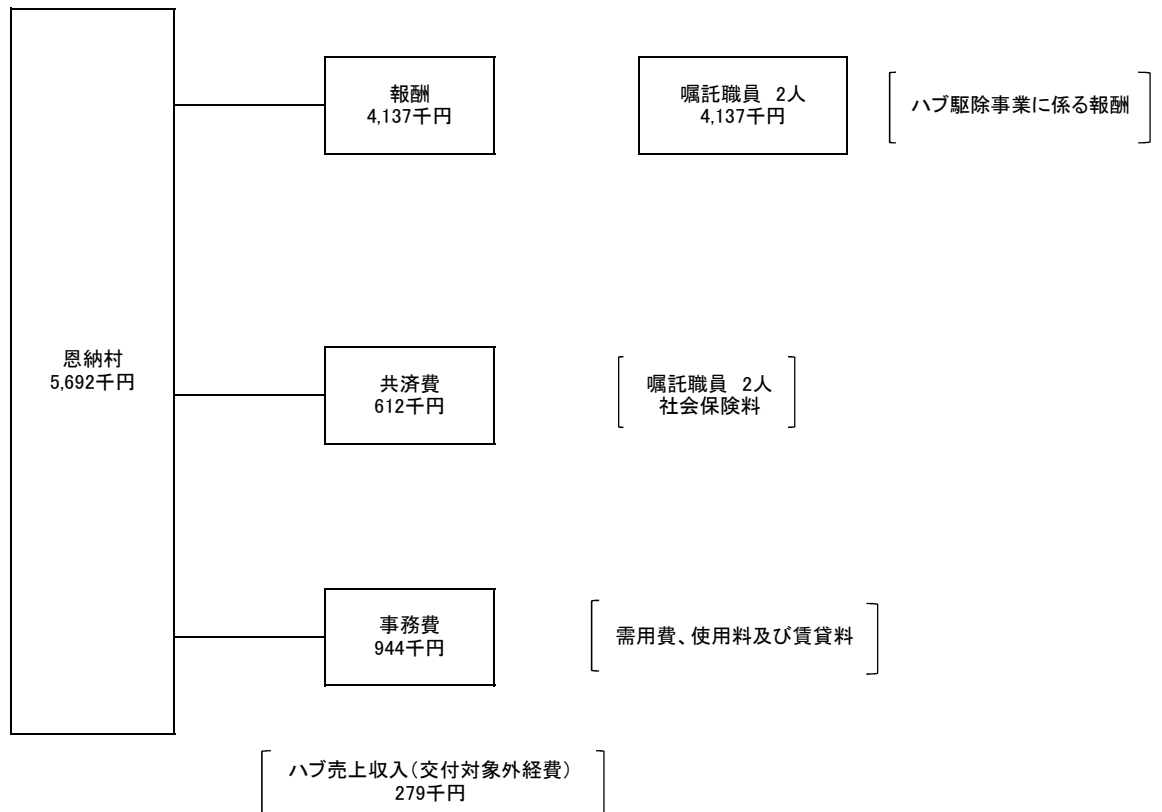 恩納村
5,692千円
報酬
4,137千円
嘱託職員 2人
4,137千円
ハブ駆除事業に係る報酬
共済費
612千円
嘱託職員 2人
社会保険料
事務費
944千円
需用費、使用料及び賃貸料
ハブ売上収入(交付対象外経費)
279千円